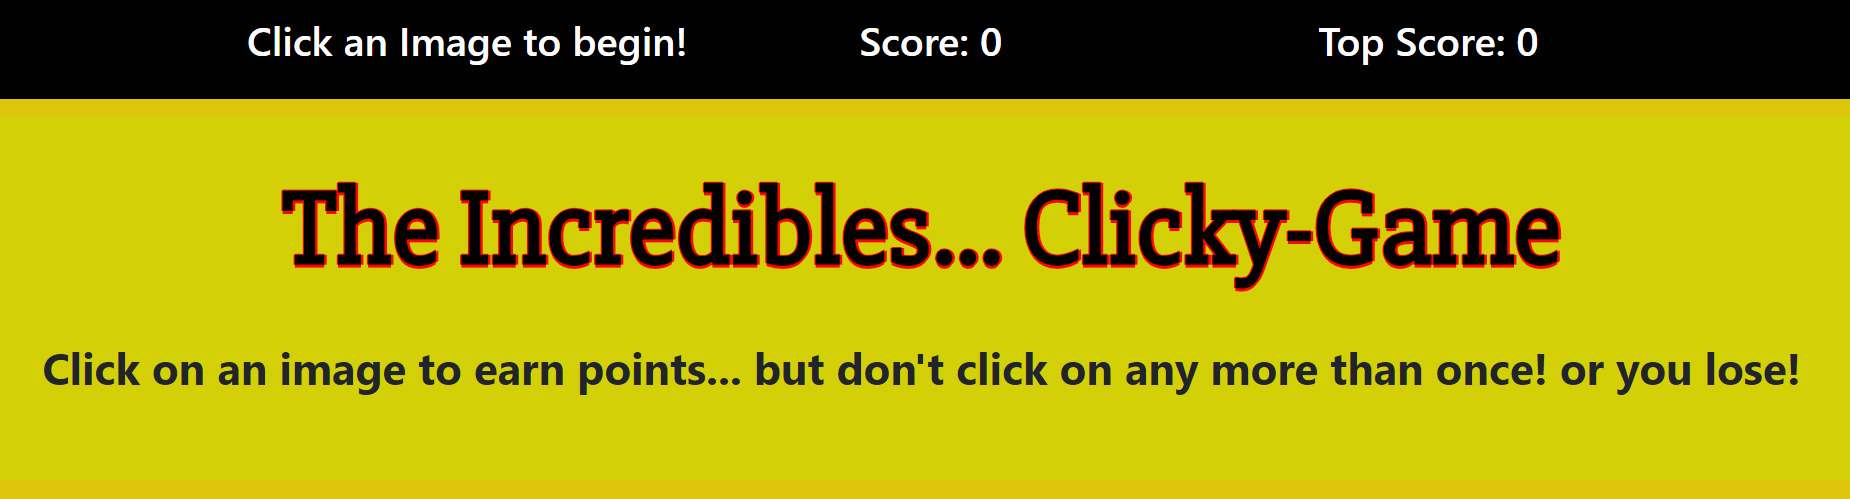 Click an Image to begin! Score: 0 Top Score: 0
The Incredibles... Clicky-Game
Click on an image to earn points... but don't click on any more than once! or you lose!